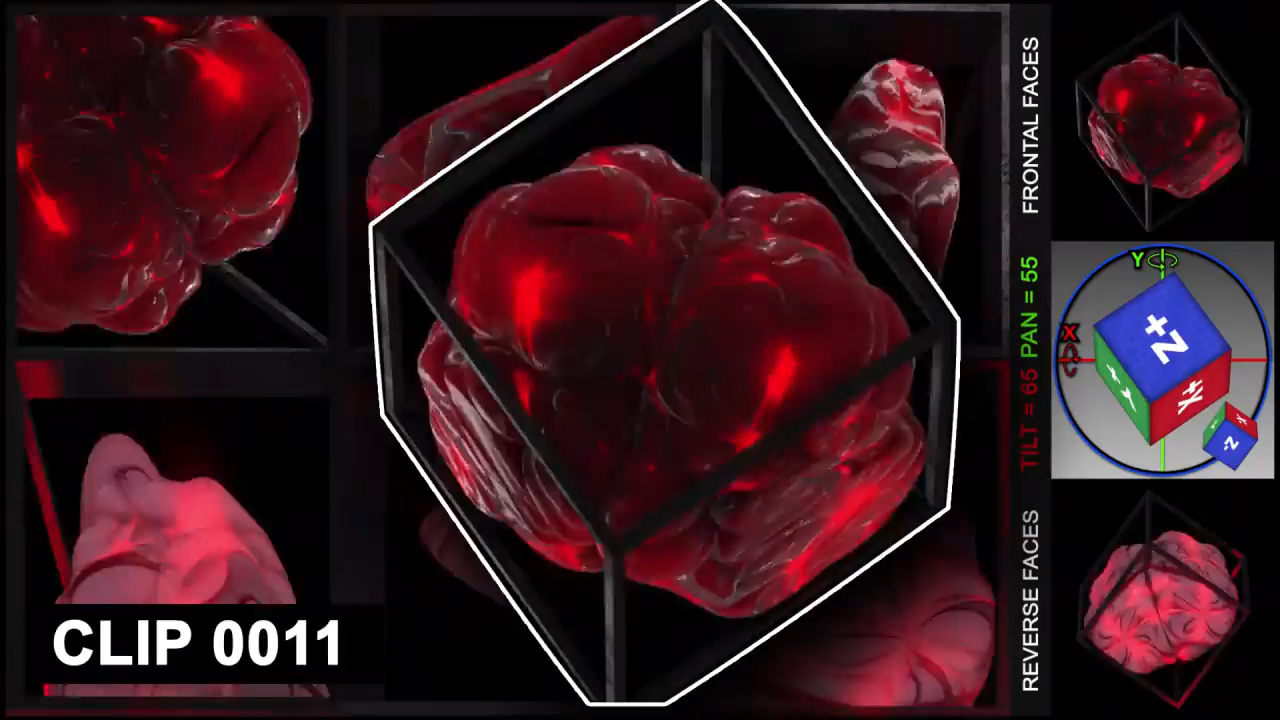 CLIP 0011
FRONTAL FACES
TILT = 65 PAN = 55
REVERSE FACES
Y
X
+Z
+X
-Z